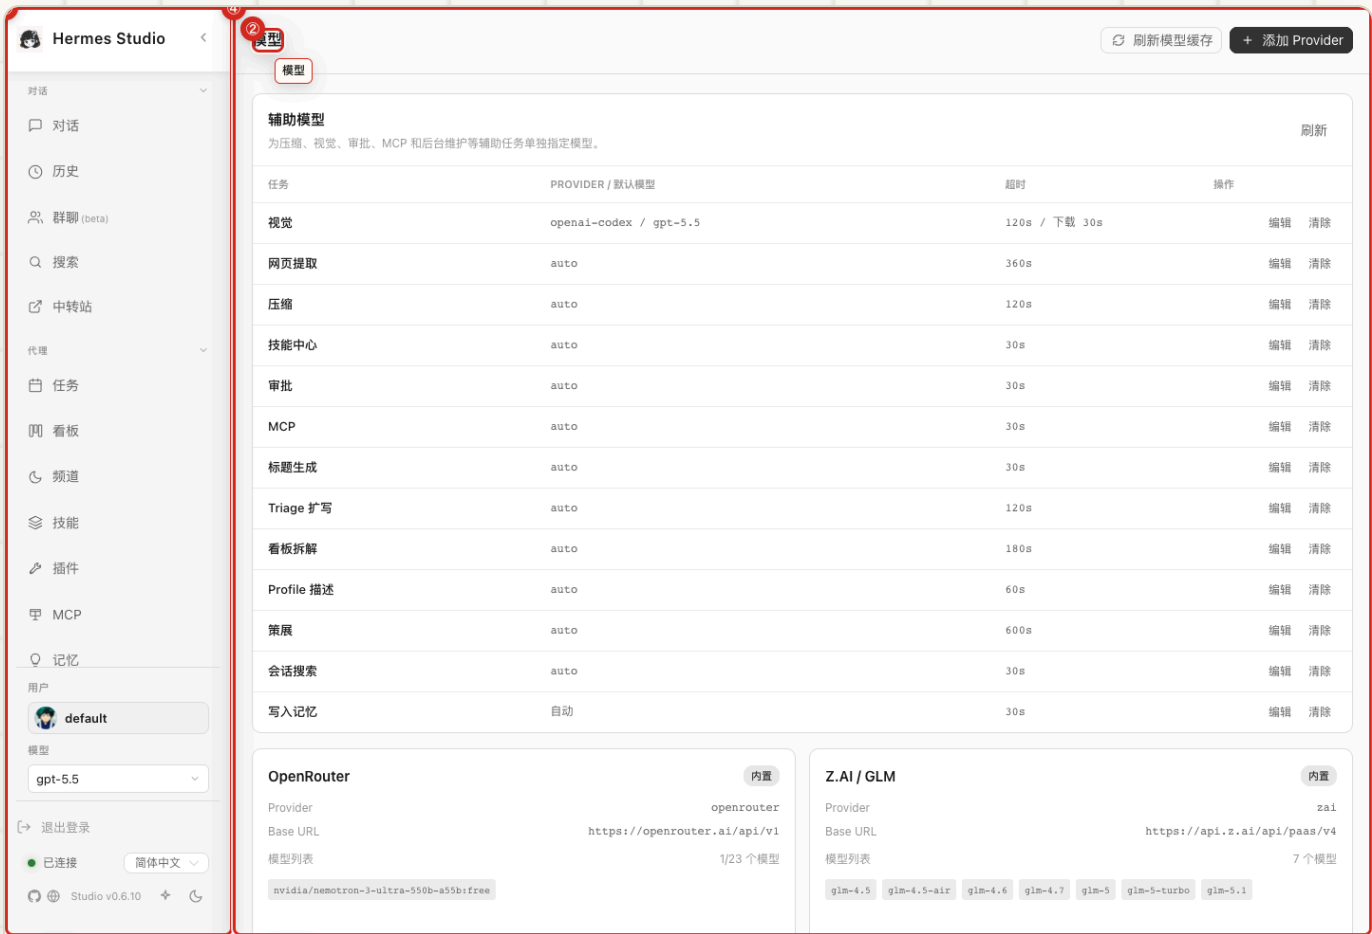 ④
②
Hermes Studio
对话
对话
历史
群聊 (beta)
搜索
中转站
代理
任务
看板
频道
技能
插件
MCP
记忆
用户
default
模型
gpt-5.5
退出登录
已连接
简体中文
Studio v0.6.10
模型
模型
刷新模型缓存
+ 添加 Provider
辅助模型
为压缩、视觉、审批、MCP 和后台维护等辅助任务单独指定模型。
刷新
任务 PROVIDER / 默认模型 超时 操作
视觉 openai-codex / gpt-5.5 120s / 下载 30s 编辑 清除
网页提取 auto 360s 编辑 清除
压缩 auto 120s 编辑 清除
技能中心 auto 30s 编辑 清除
审批 auto 30s 编辑 清除
MCP auto 30s 编辑 清除
标题生成 auto 30s 编辑 清除
Triage 扩写 auto 120s 编辑 清除
看板拆解 auto 180s 编辑 清除
Profile 描述 auto 60s 编辑 清除
策展 auto 600s 编辑 清除
会话搜索 auto 30s 编辑 清除
写入记忆 自动 30s 编辑 清除
OpenRouter 内置
Provider openrouter
Base URL https://openrouter.ai/api/v1
模型列表 1/23 个模型
nvidia/nemotron-3-ultra-550b-a55b:free
Z.AI / GLM 内置
Provider zai
Base URL https://api.z.ai/api/paas/v4
模型列表 7 个模型
glm-4.5 glm-4.5-air glm-4.6 glm-4.7 glm-5 glm-5-turbo glm-5.1